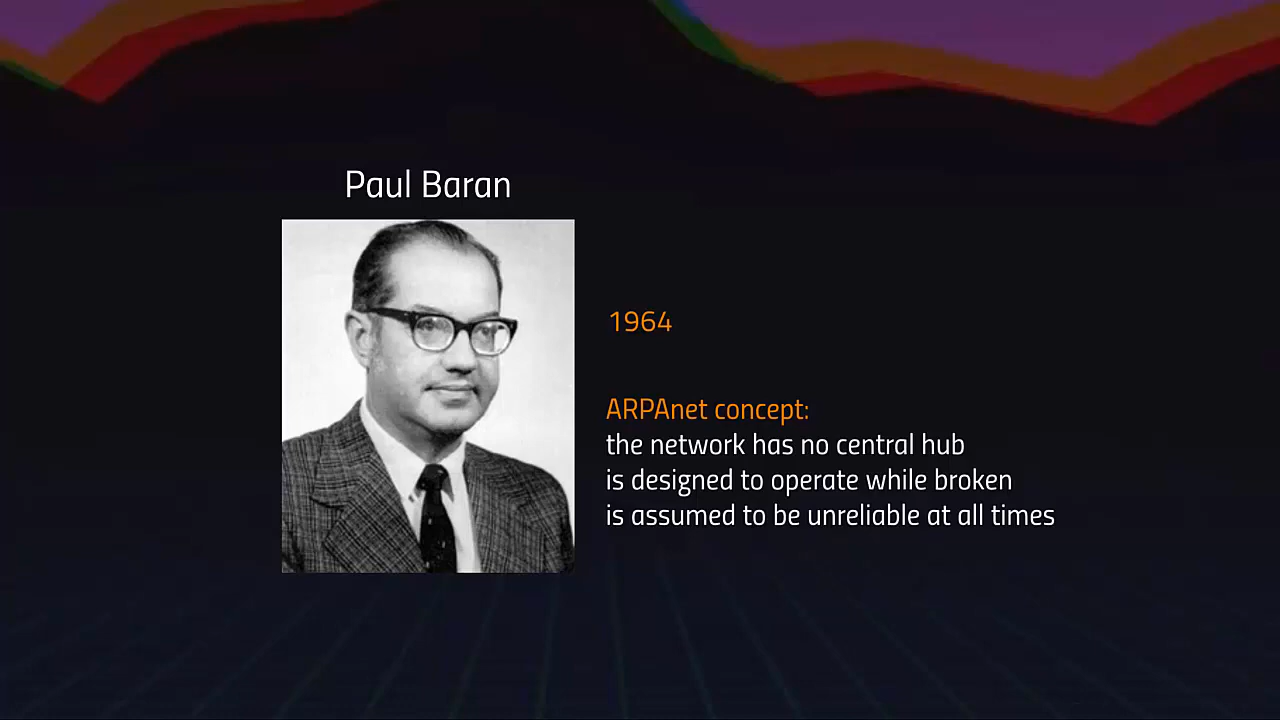 Paul Baran
1964
ARPAnet concept:
the network has no central hub
is designed to operate while broken
is assumed to be unreliable at all times